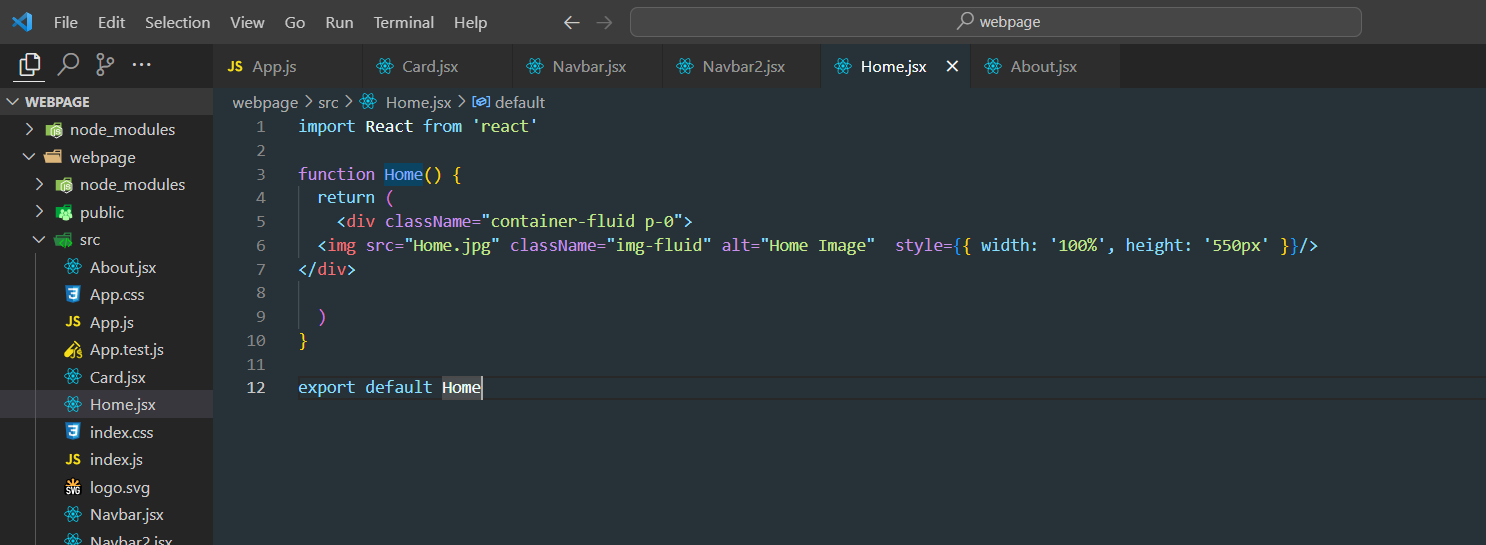 File Edit Selection View Go Run Terminal Help webpage
JS App.js Card.jsx Navbar.jsx Navbar2.jsx Home.jsx About.jsx
WEBPAGE
node_modules
webpage
node_modules
public
src
About.jsx
App.css
JS App.js
App.test.js
Card.jsx
Home.jsx
index.css
JS index.js
SVG logo.svg
Navbar.jsx
Navbar2.jsx
webpage > src > Home.jsx > default
1 import React from 'react'
2
3 function Home() {
4 return (
5 <div className="container-fluid p-0">
6 <img src="Home.jpg" className="img-fluid" alt="Home Image"  style={{ width: '100%', height: '550px' }}/>
7 </div>
8
9 )
10 }
11
12 export default Home